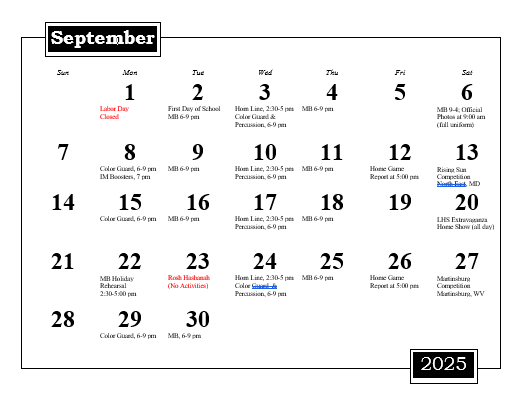 September
Sun Mon Tue Wed Thu Fri Sat
1 2 3 4 5 6
Labor Day
Closed
First Day of School
MB 6-9 pm
Horn Line, 2:30-5 pm
Color Guard &
Percussion, 6-9 pm
MB 6-9 pm
MB 9-4; Official
Photos at 9:00 am
(full uniform)
7 8 9 10 11 12 13
Color Guard, 6-9 pm
IM Boosters, 7 pm
MB 6-9 pm
Horn Line, 2:30-5 pm
Percussion, 6-9 pm
MB 6-9 pm
Home Game
Report at 5:00 pm
Rising Sun
Competition
North East, MD
14 15 16 17 18 19 20
Color Guard, 6-9 pm
MB 6-9 pm
Horn Line, 2:30-5 pm
Percussion, 6-9 pm
MB 6-9 pm
LHS Extravaganza
Home Show (all day)
21 22 23 24 25 26 27
MB Holiday
Rehearsal
2:30-5:00 pm
Rosh Hashanah
(No Activities)
Horn Line, 2:30-5 pm
Color Guard &
Percussion, 6-9 pm
MB 6-9 pm
Home Game
Report at 5:00 pm
Martinsburg
Competition
Martinsburg, WV
28 29 30
Color Guard, 6-9 pm
MB, 6-9 pm
2025